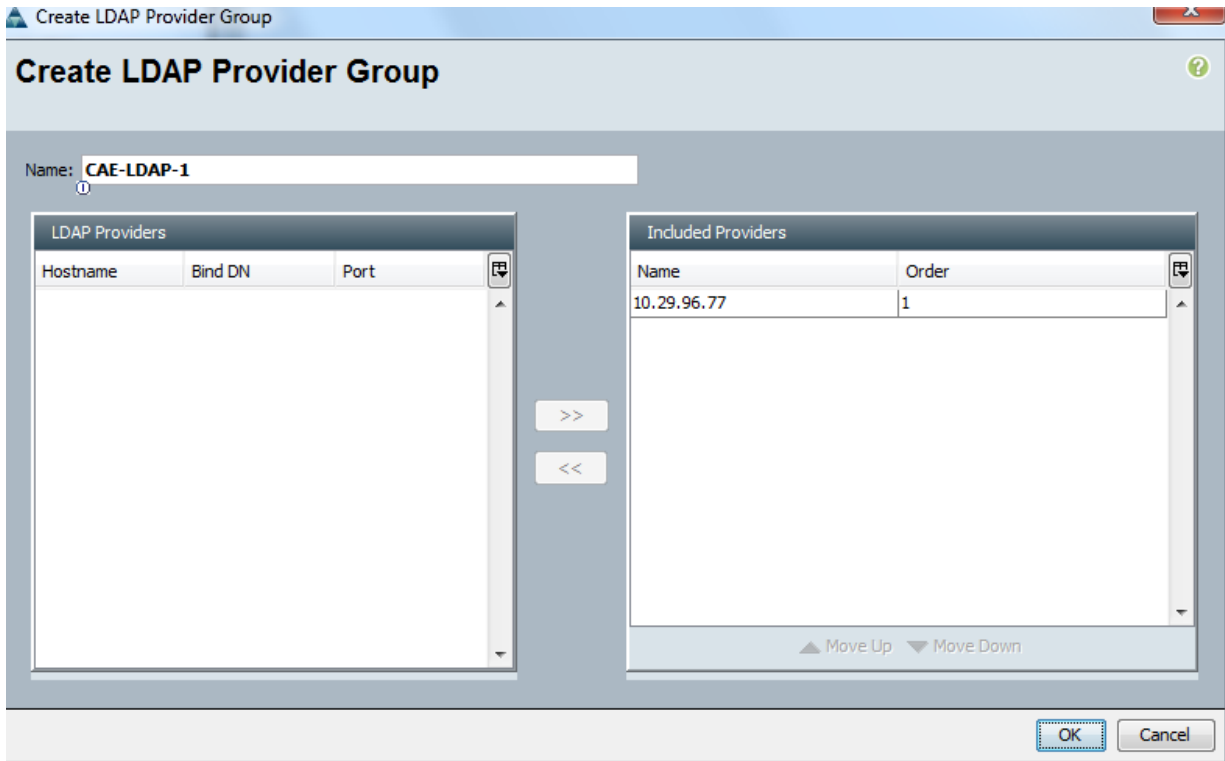 Create LDAP Provider Group
Create LDAP Provider Group
Name: CAE-LDAP-1
LDAP Providers
Hostname Bind DN Port
Included Providers
Name Order
10.29.96.77 1
>>
<<
Move Up Move Down
OK Cancel